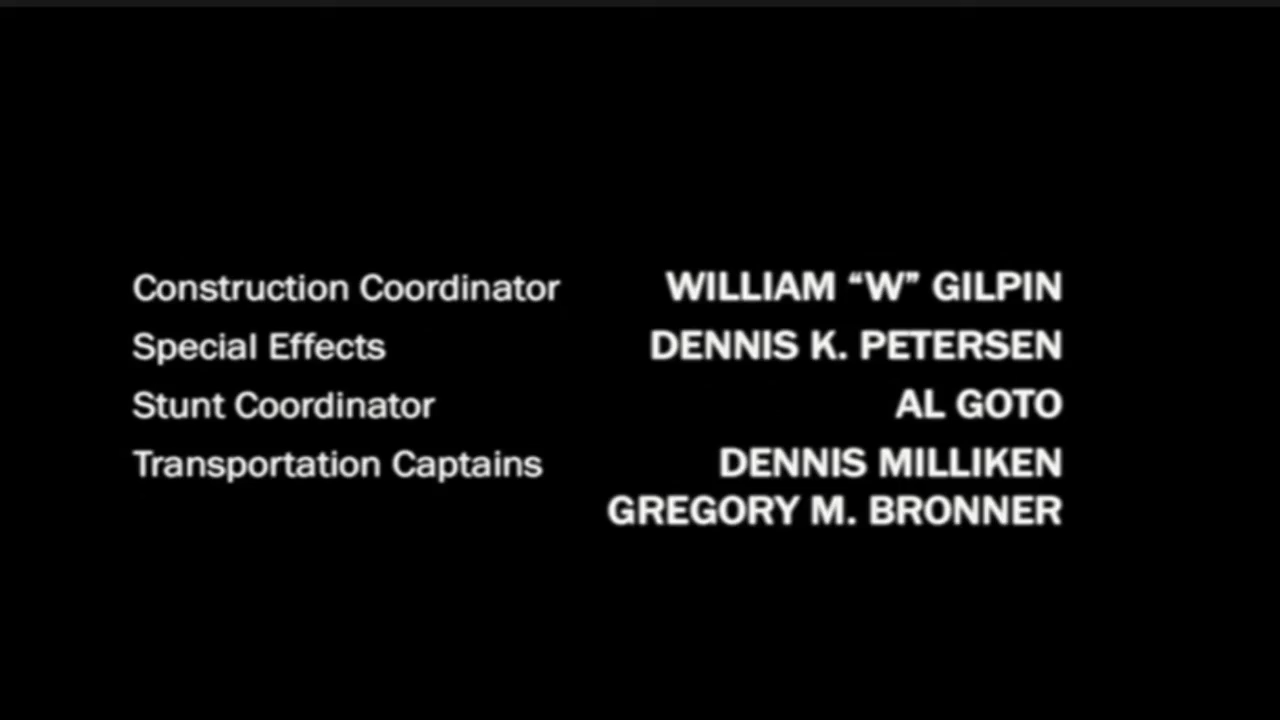 Construction Coordinator WILLIAM “W” GILPIN
Special Effects DENNIS K. PETERSEN
Stunt Coordinator AL GOTO
Transportation Captains DENNIS MILLIKEN
GREGORY M. BRONNER